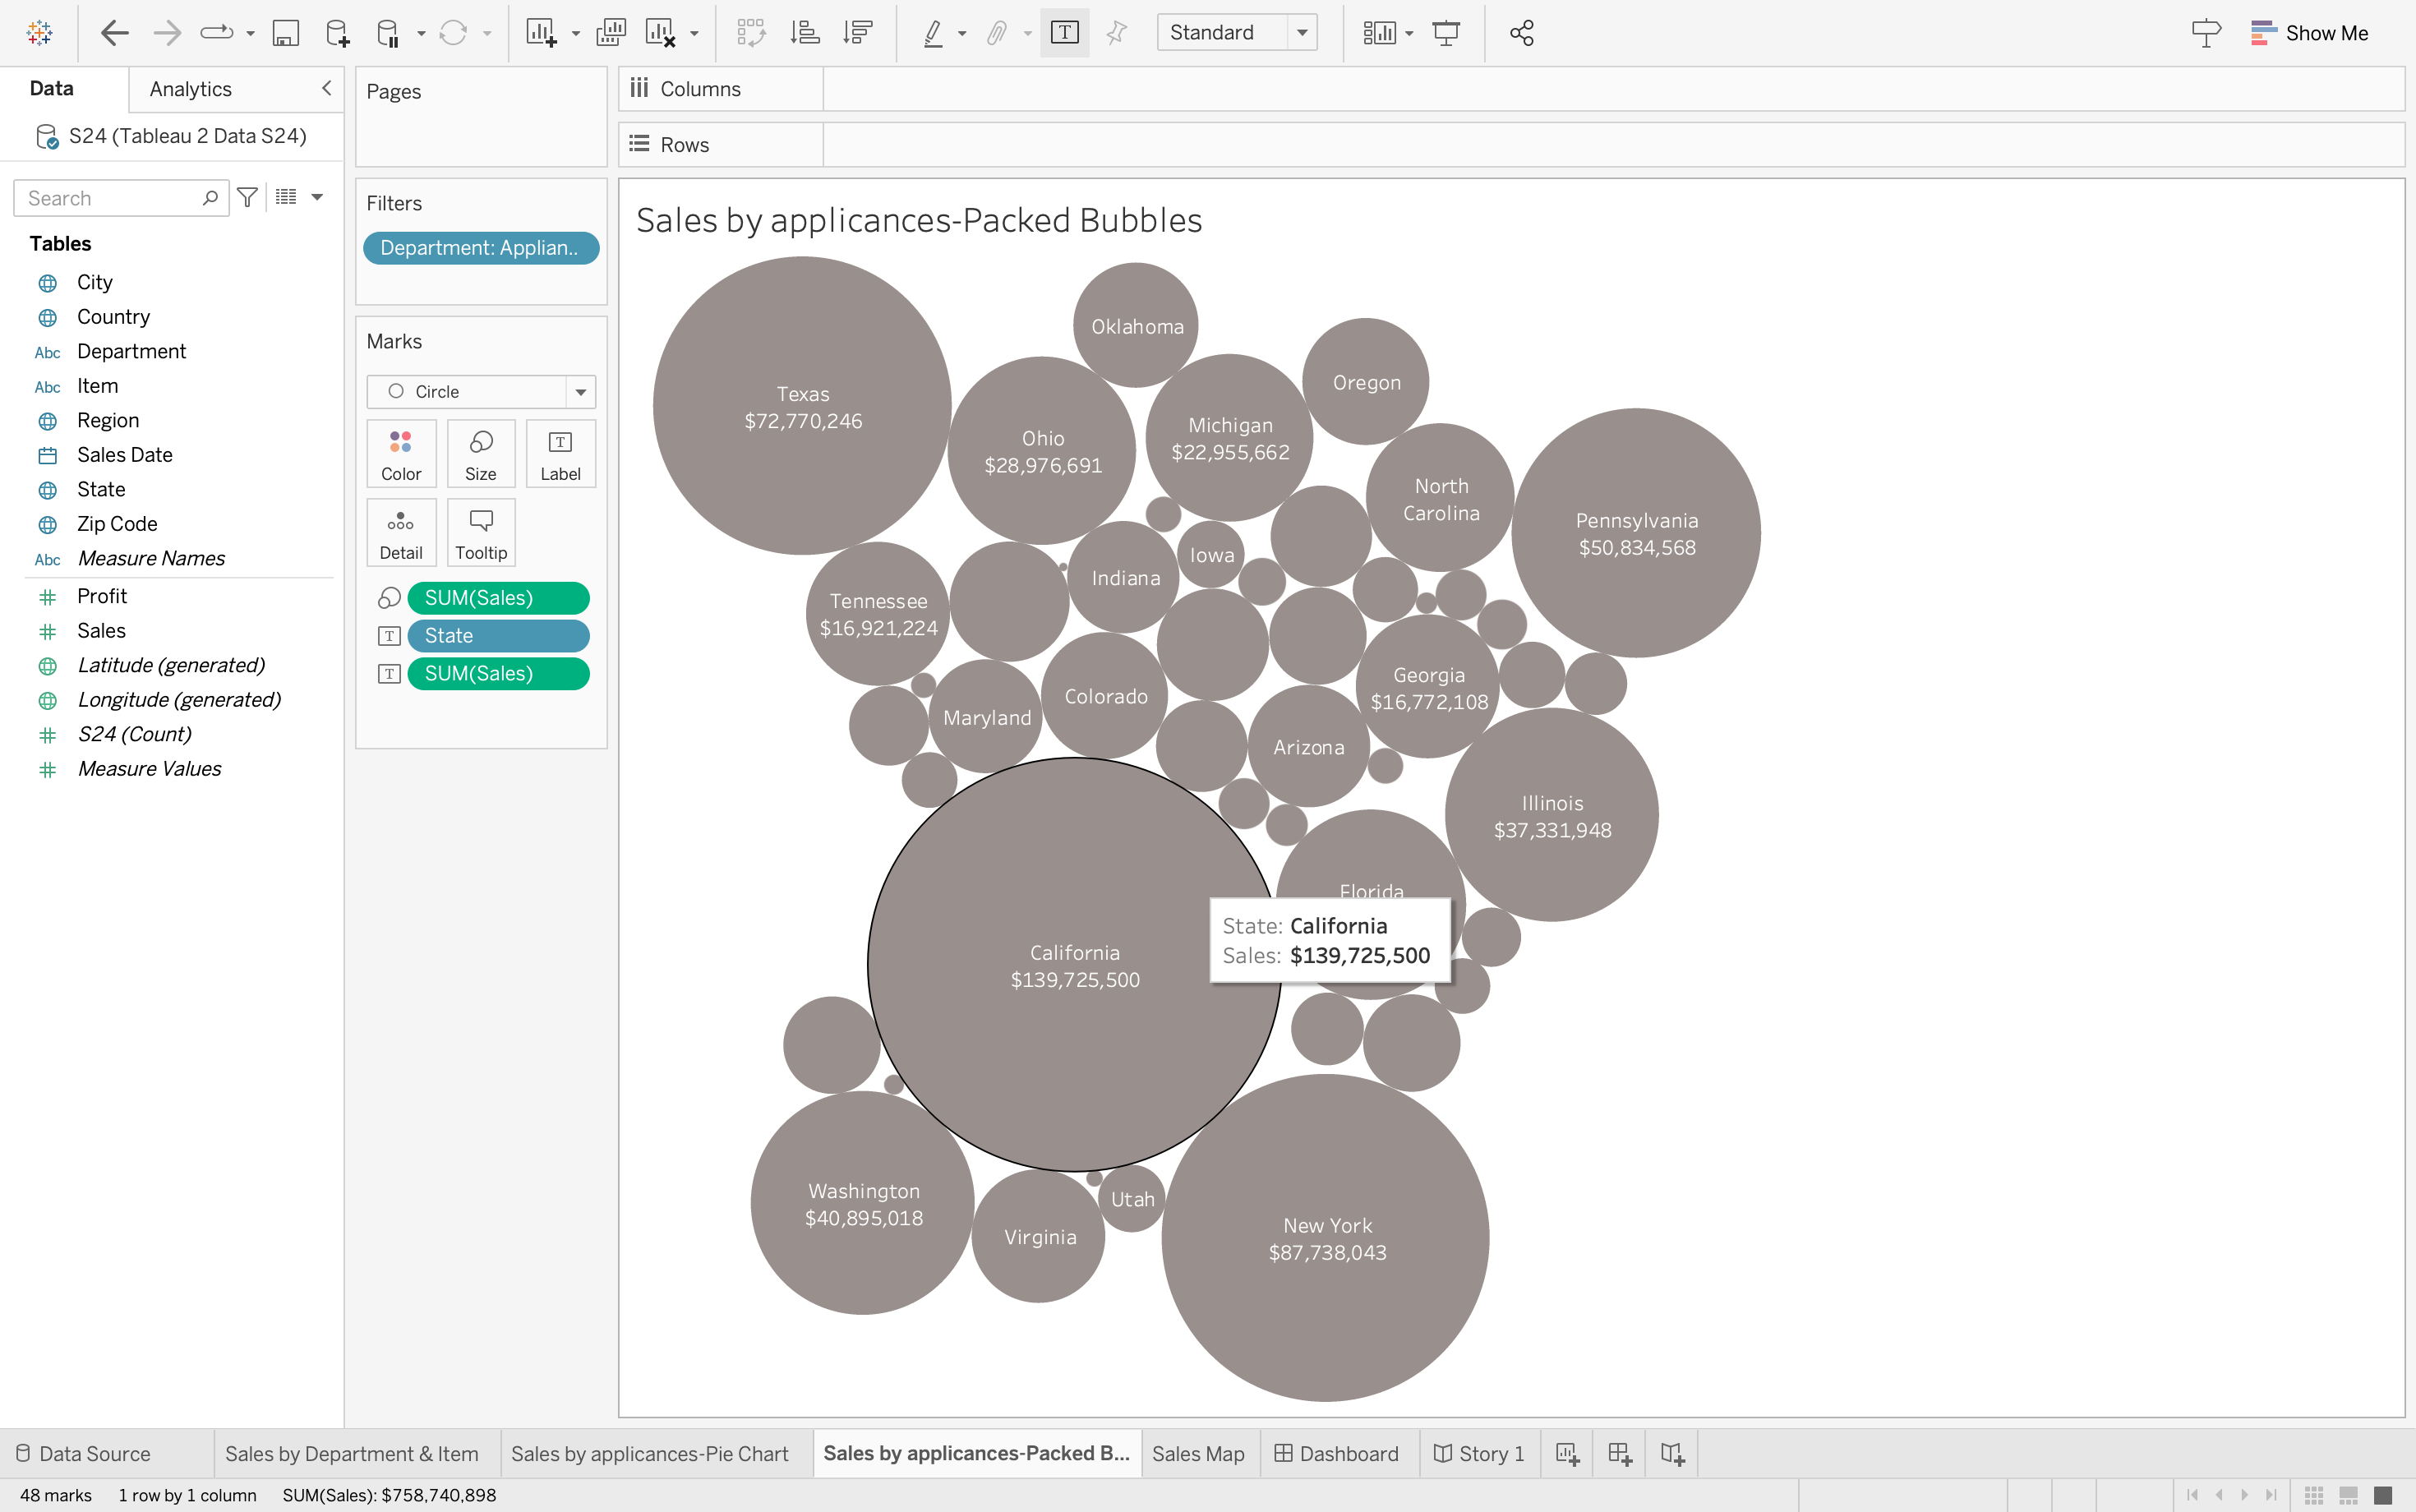 Standard
Show Me
Data
Analytics
S24 (Tableau 2 Data S24)
Search
Tables
City
Country
Abc Department
Abc Item
Region
Sales Date
State
Zip Code
Abc Measure Names
Profit
Sales
Latitude (generated)
Longitude (generated)
S24 (Count)
Measure Values
Pages
Filters
Department: Applian..
Marks
Circle
Color
Size
T
Label
Detail
Tooltip
SUM(Sales)
T State
T SUM(Sales)
Columns
Rows
Sales by applicances-Packed Bubbles
Texas
$72,770,246
Oklahoma
Ohio
$28,976,691
Michigan
$22,955,662
Oregon
North
Carolina
Pennsylvania
$50,834,568
Iowa
Indiana
Tennessee
$16,921,224
Maryland
Colorado
Georgia
$16,772,108
Arizona
Illinois
$37,331,948
Florida
State: California
Sales: $139,725,500
California
$139,725,500
Washington
$40,895,018
Virginia
Utah
New York
$87,738,043
Data Source
Sales by Department & Item
Sales by applicances-Pie Chart
Sales by applicances-Packed B...
Sales Map
Dashboard
Story 1
48 marks
1 row by 1 column
SUM(Sales): $758,740,898